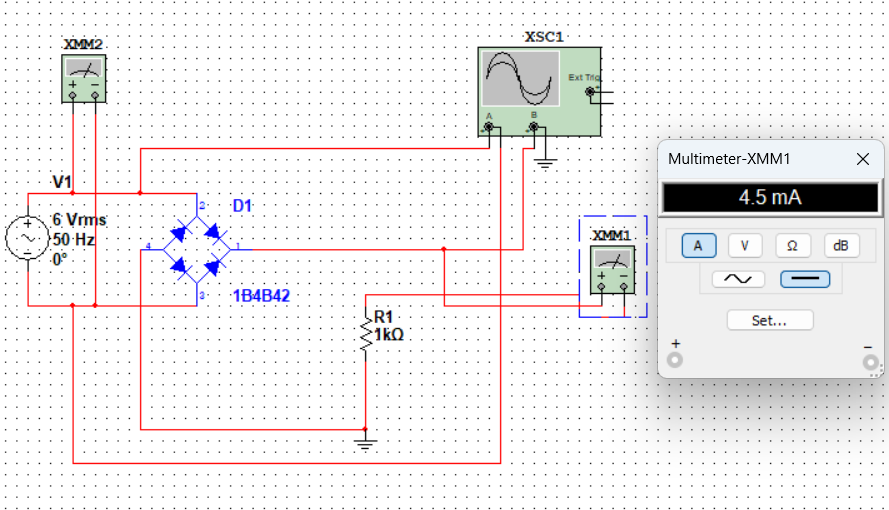 XMM2
+ −
XSC1
Ext Trig
+
A
B
+ − + −
V1
+
6 Vrms
50 Hz
0°
−
2
D1
4
1
3
1B4B42
R1
1kΩ
XMM1
+ −
Multimeter-XMM1
4.5 mA
A V Ω dB
Set...
+ −